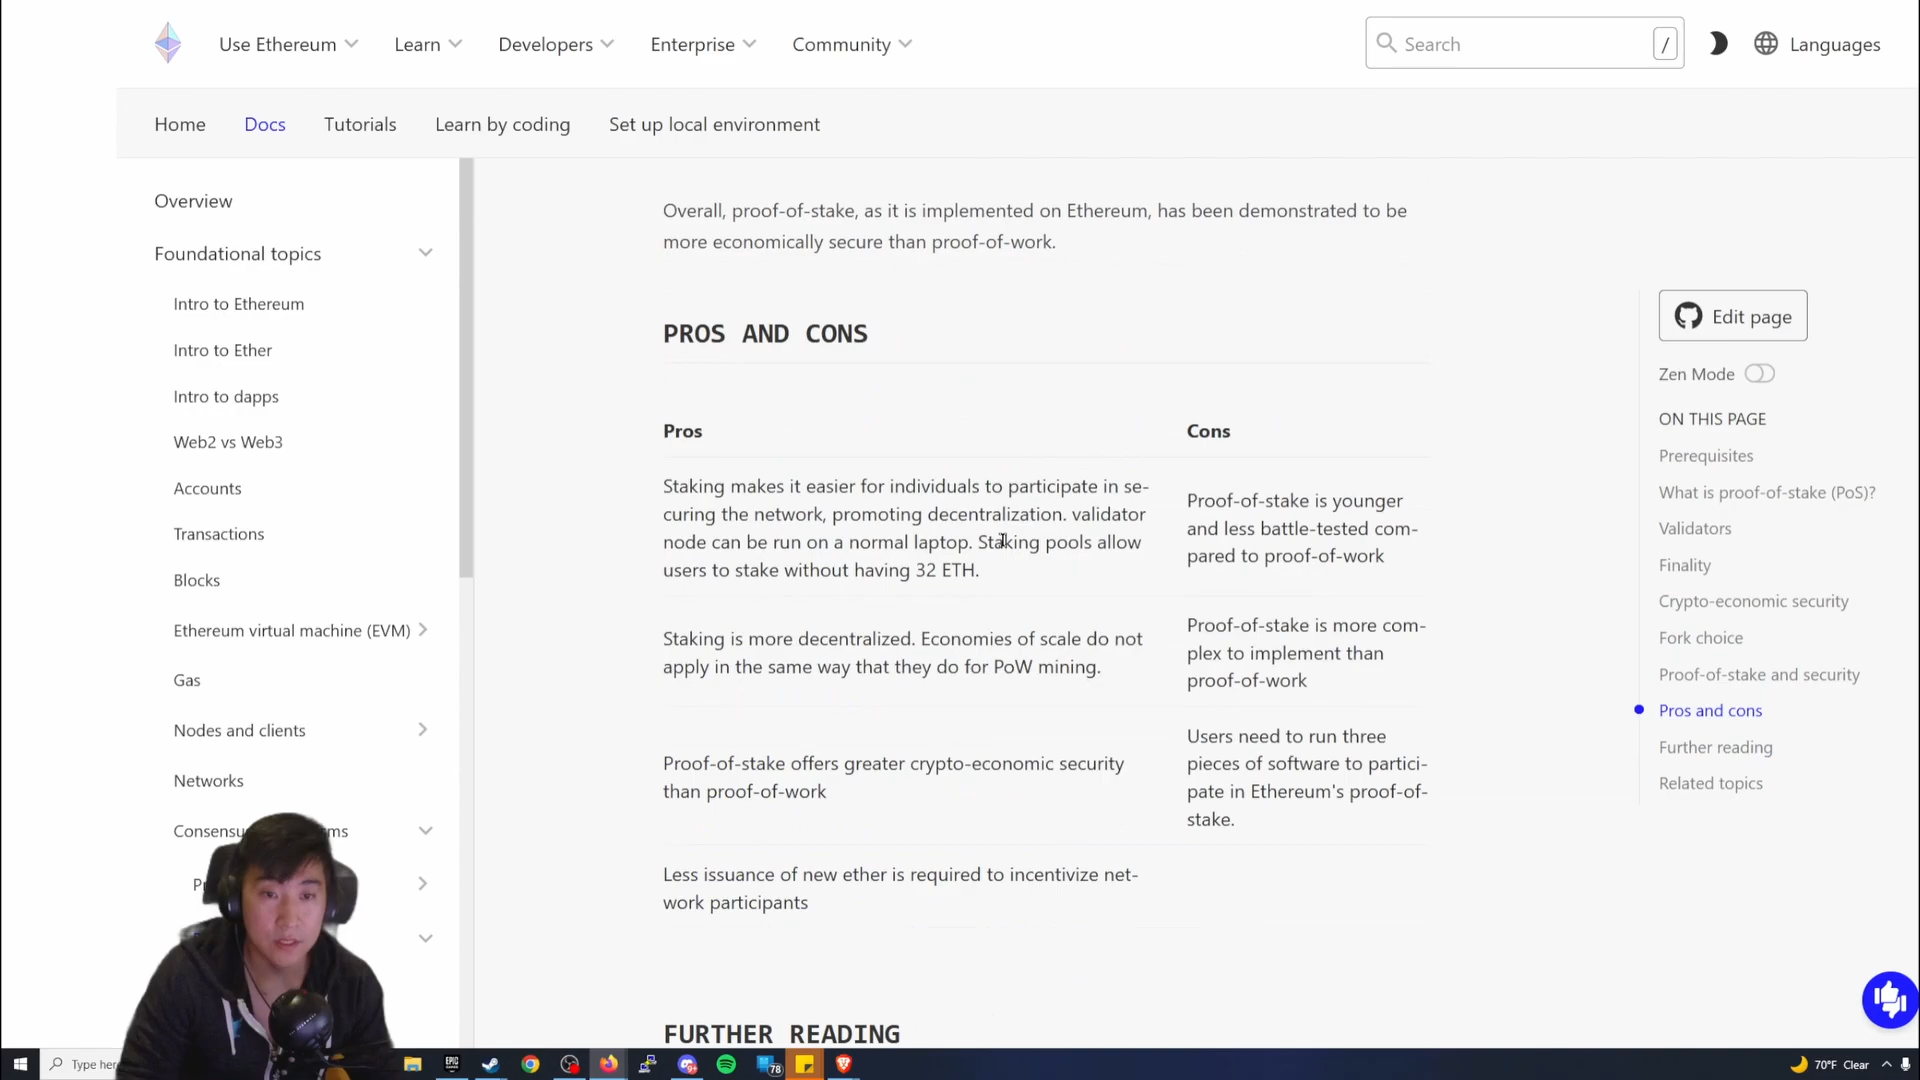 Use Ethereum
Learn
Developers
Enterprise
Community
Search
/
Languages
Home
Docs
Tutorials
Learn by coding
Set up local environment
Overview
Foundational topics
Intro to Ethereum
Intro to Ether
Intro to dapps
Web2 vs Web3
Accounts
Transactions
Blocks
Ethereum virtual machine (EVM)
Gas
Nodes and clients
Networks
Overall, proof-of-stake, as it is implemented on Ethereum, has been demonstrated to be
more economically secure than proof-of-work.
PROS AND CONS
Pros
Cons
Staking makes it easier for individuals to participate in se-
curing the network, promoting decentralization. validator
node can be run on a normal laptop. Staking pools allow
users to stake without having 32 ETH.
Proof-of-stake is younger
and less battle-tested com-
pared to proof-of-work
Staking is more decentralized. Economies of scale do not
apply in the same way that they do for PoW mining.
Proof-of-stake is more com-
plex to implement than
proof-of-work
Proof-of-stake offers greater crypto-economic security
than proof-of-work
Users need to run three
pieces of software to partici-
pate in Ethereum's proof-of-
stake.
Less issuance of new ether is required to incentivize net-
work participants
FURTHER READING
Edit page
Zen Mode
ON THIS PAGE
Prerequisites
What is proof-of-stake (PoS)?
Validators
Finality
Crypto-economic security
Fork choice
Proof-of-stake and security
Pros and cons
Further reading
Related topics
Type her
EPIC
78
70°F Clear